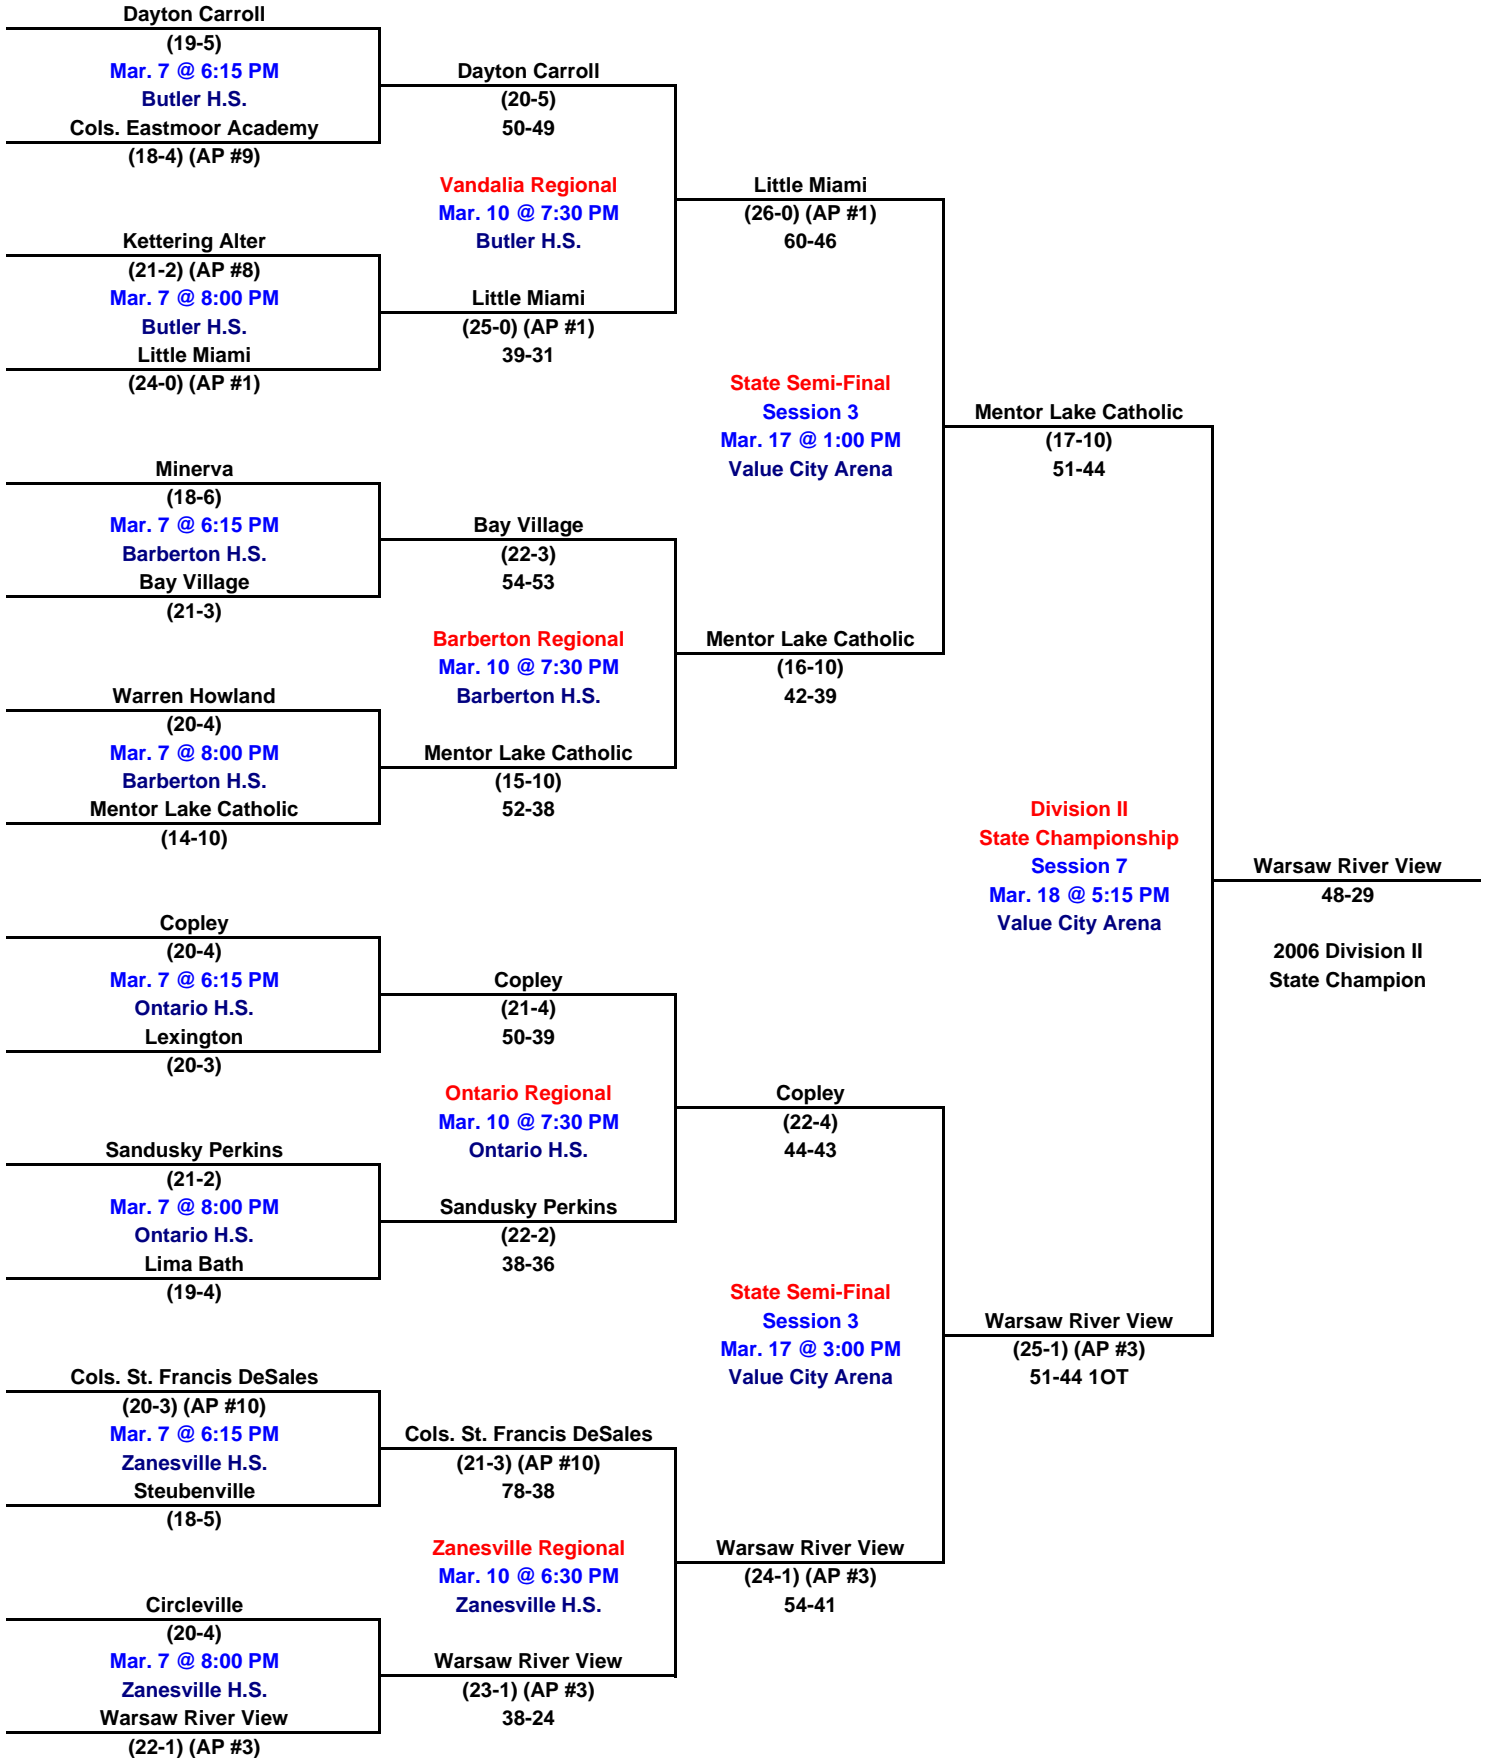 Dayton Carroll
(19-5)
Mar. 7 @ 6:15 PM
Butler H.S.
Cols. Eastmoor Academy
(18-4) (AP #9)
Kettering Alter
(21-2) (AP #8)
Mar. 7 @ 8:00 PM
Butler H.S.
Little Miami
(24-0) (AP #1)
Minerva
(18-6)
Mar. 7 @ 6:15 PM
Barberton H.S.
Bay Village
(21-3)
Warren Howland
(20-4)
Mar. 7 @ 8:00 PM
Barberton H.S.
Mentor Lake Catholic
(14-10)
Copley
(20-4)
Mar. 7 @ 6:15 PM
Ontario H.S.
Lexington
(20-3)
Sandusky Perkins
(21-2)
Mar. 7 @ 8:00 PM
Ontario H.S.
Lima Bath
(19-4)
Cols. St. Francis DeSales
(20-3) (AP #10)
Mar. 7 @ 6:15 PM
Zanesville H.S.
Steubenville
(18-5)
Circleville
(20-4)
Mar. 7 @ 8:00 PM
Zanesville H.S.
Warsaw River View
(22-1) (AP #3)
Dayton Carroll
(20-5)
50-49
Vandalia Regional
Mar. 10 @ 7:30 PM
Butler H.S.
Little Miami
(25-0) (AP #1)
39-31
Bay Village
(22-3)
54-53
Barberton Regional
Mar. 10 @ 7:30 PM
Barberton H.S.
Mentor Lake Catholic
(15-10)
52-38
Copley
(21-4)
50-39
Ontario Regional
Mar. 10 @ 7:30 PM
Ontario H.S.
Sandusky Perkins
(22-2)
38-36
Cols. St. Francis DeSales
(21-3) (AP #10)
78-38
Zanesville Regional
Mar. 10 @ 6:30 PM
Zanesville H.S.
Warsaw River View
(23-1) (AP #3)
38-24
Little Miami
(26-0) (AP #1)
60-46
State Semi-Final
Session 3
Mar. 17 @ 1:00 PM
Value City Arena
Mentor Lake Catholic
(16-10)
42-39
Copley
(22-4)
44-43
State Semi-Final
Session 3
Mar. 17 @ 3:00 PM
Value City Arena
Warsaw River View
(24-1) (AP #3)
54-41
Mentor Lake Catholic
(17-10)
51-44
Division II
State Championship
Session 7
Mar. 18 @ 5:15 PM
Value City Arena
Warsaw River View
(25-1) (AP #3)
51-44 1OT
Warsaw River View
48-29
2006 Division II
State Champion